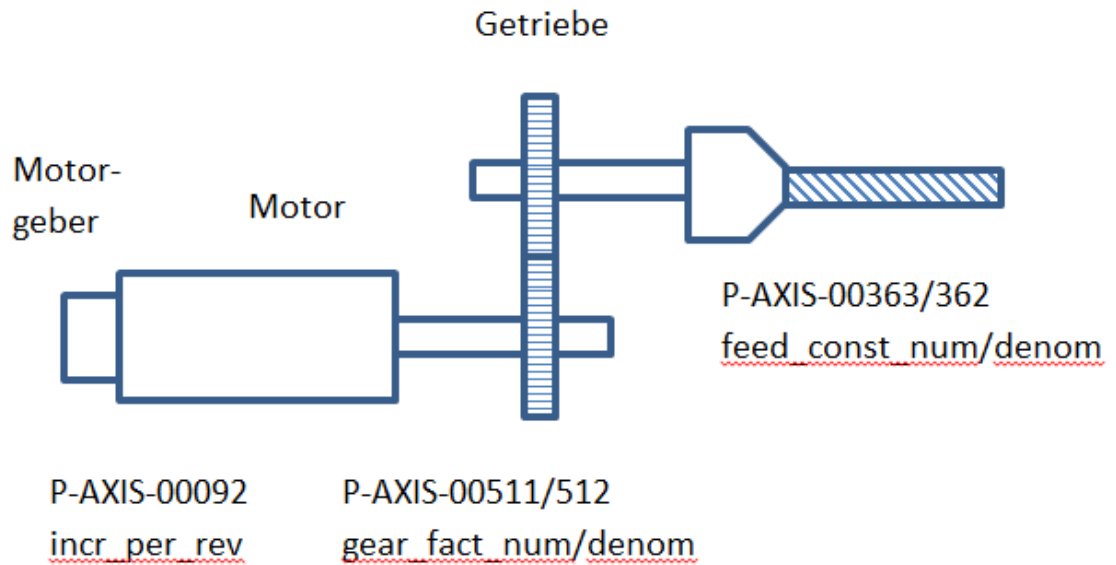 Getriebe
Motor-
geber
Motor
P-AXIS-00363/362
feed_const_num/denom
P-AXIS-00092
incr_per_rev
P-AXIS-00511/512
gear_fact_num/denom